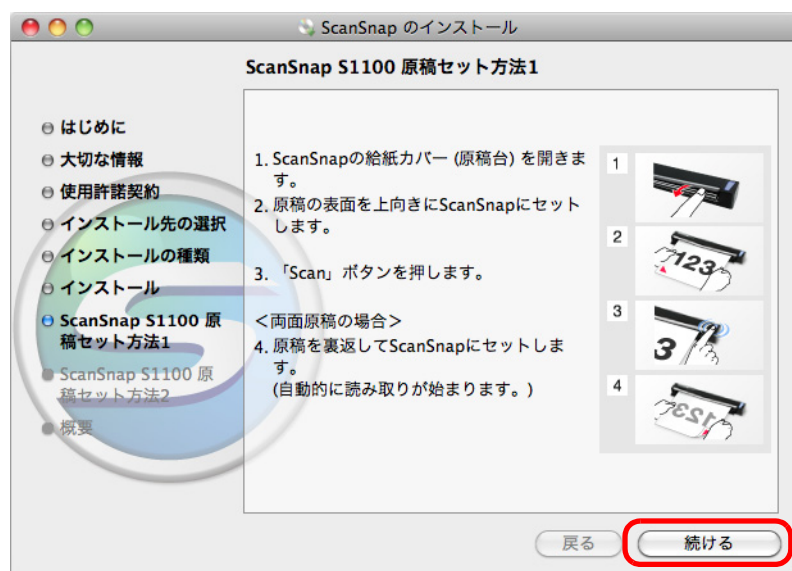 ScanSnap のインストール
ScanSnap S1100 原稿セット方法1
はじめに
大切な情報
使用許諾契約
インストール先の選択
インストールの種類
インストール
ScanSnap S1100 原
稿セット方法1
ScanSnap S1100 原
稿セット方法2
概要
1. ScanSnapの給紙カバー (原稿台) を開きま
す。
2. 原稿の表面を上向きにScanSnapにセット
します。
3. 「Scan」ボタンを押します。
＜両面原稿の場合＞
4. 原稿を裏返してScanSnapにセットしま
す。
(自動的に読み取りが始まります。)
1
2
123
3
3
4
123
戻る
続ける